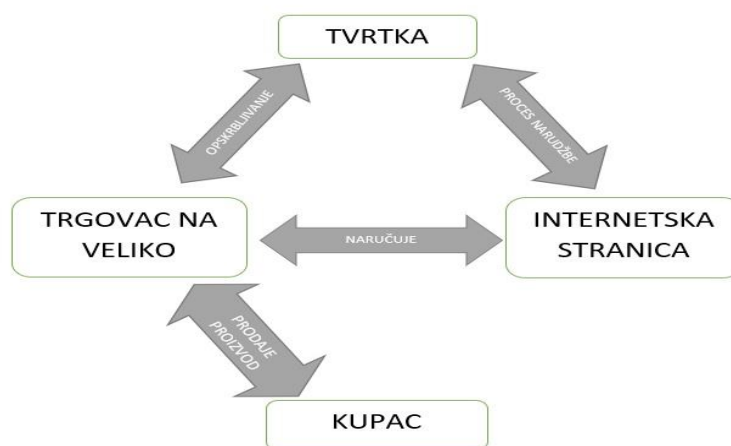 TVRTKA
OPSKRBLJIVANJE
PROCES NARUDŽBE
TRGOVAC NA
VELIKO
NARUČUJE
INTERNETSKA
STRANICA
PRODAJE
PROIZVOD
KUPAC